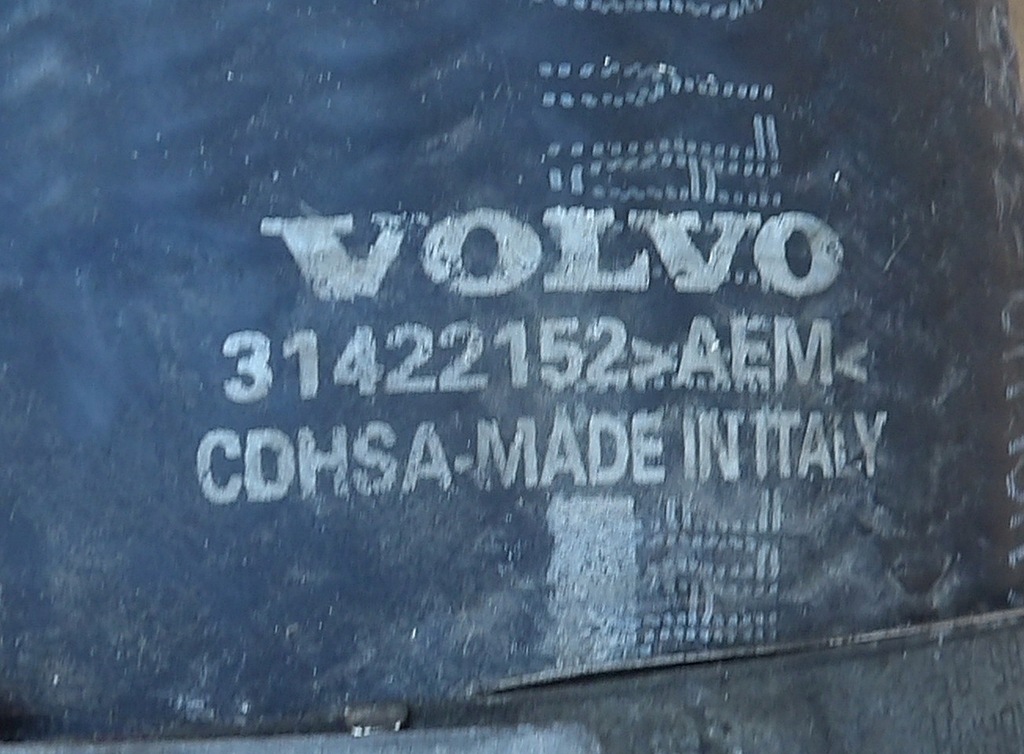 VOLVO
31422152>AEM<
CDHSA-MADE IN ITALY